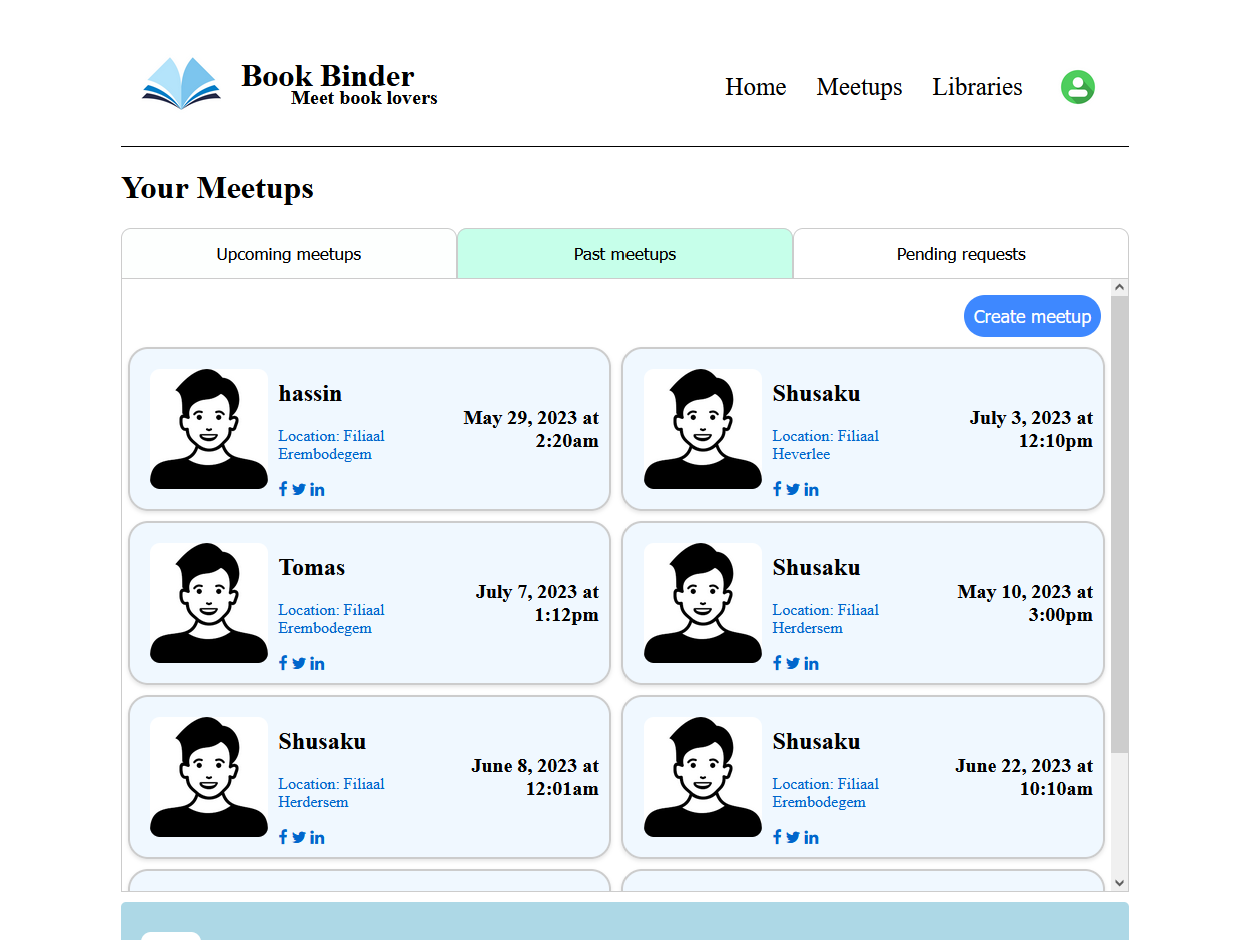 Book Binder
Meet book lovers
Home Meetups Libraries
Your Meetups
Upcoming meetups Past meetups Pending requests
Create meetup
hassin
Location: Filiaal
Erembodegem
May 29, 2023 at
2:20am
Shusaku
Location: Filiaal
Heverlee
July 3, 2023 at
12:10pm
Tomas
Location: Filiaal
Erembodegem
July 7, 2023 at
1:12pm
Shusaku
Location: Filiaal
Herdersem
May 10, 2023 at
3:00pm
Shusaku
Location: Filiaal
Herdersem
June 8, 2023 at
12:01am
Shusaku
Location: Filiaal
Erembodegem
June 22, 2023 at
10:10am